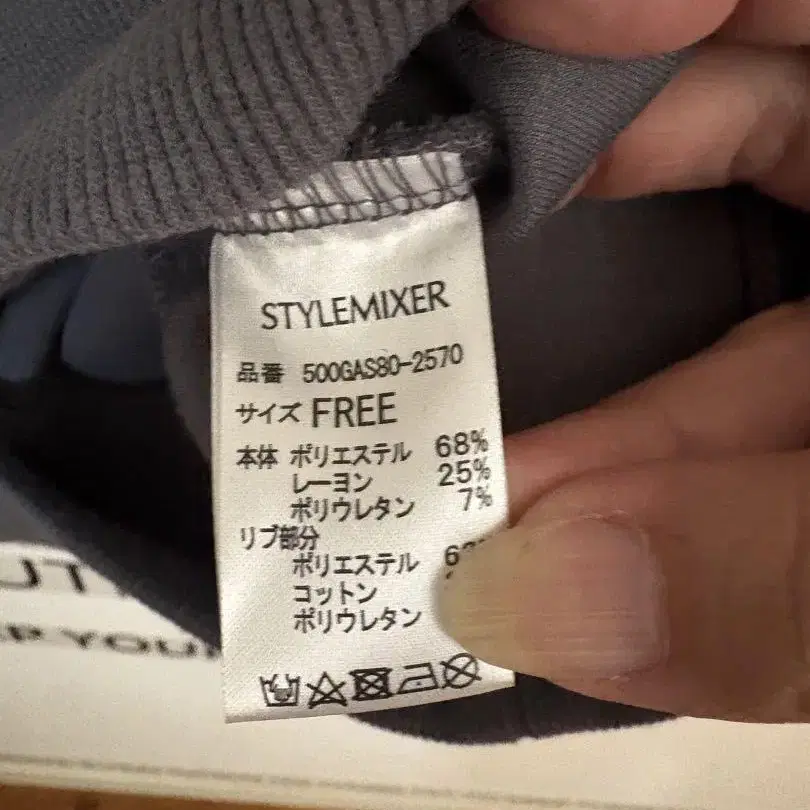 STYLEMIXER
品番 500GAS80-2570
サイズ FREE
本体 ポリエステル 68%
レーヨン 25%
ポリウレタン 7%
リブ部分
ポリエステル
コットン
ポリウレタン